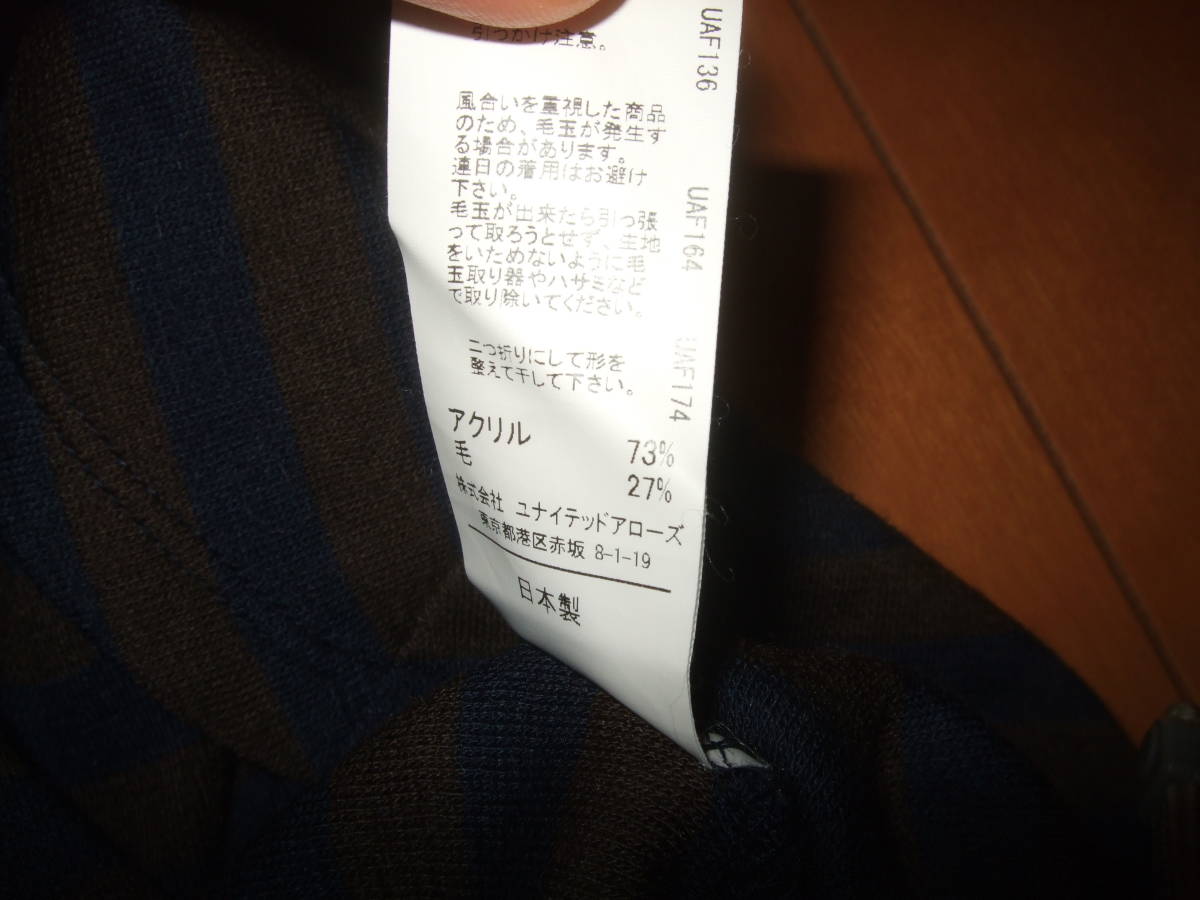 引っかけ注意。
風合いを重視した商品
のため、毛玉が発生す
る場合があります。
連日の着用はお避け
下さい。
毛玉が出来たら引っ張
って取ろうとせず、生地
をいためないように毛
玉取り器やハサミなど
で取り除いてください。
二つ折りにして形を
整えて干して下さい。
アクリル 73%
毛 27%
株式会社 ユナイテッドアローズ
東京都港区赤坂 8-1-19
日本製
UAF136
UAF164
UAF174